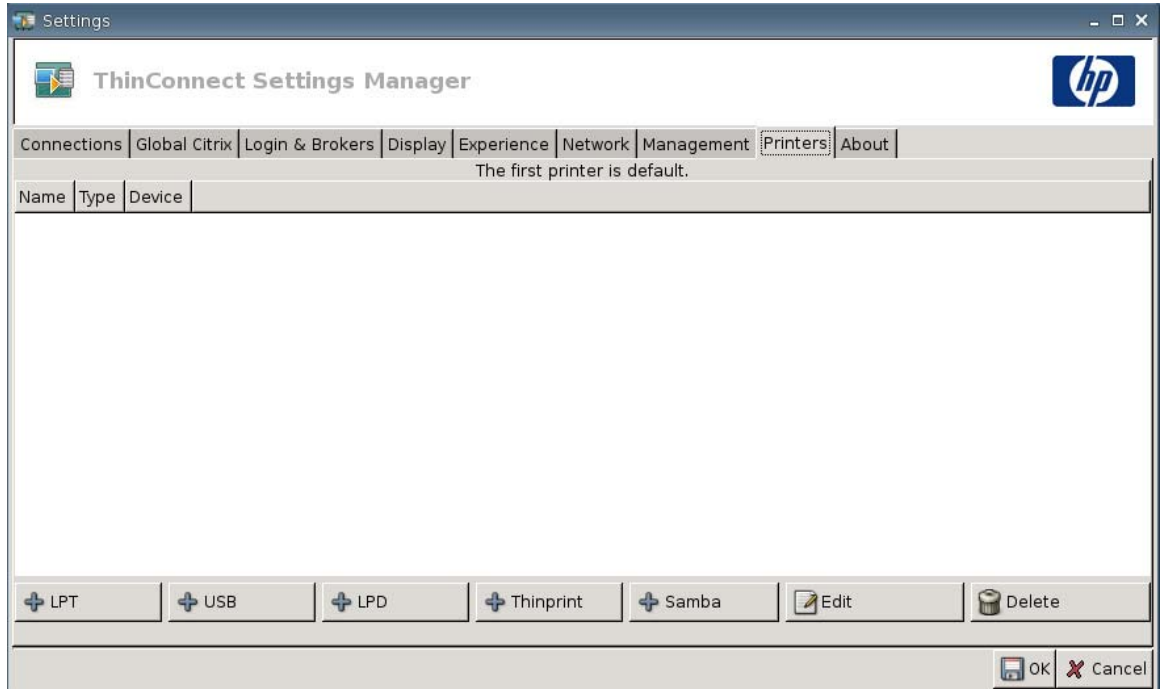 Settings
ThinConnect Settings Manager
hp
Connections Global Citrix Login & Brokers Display Experience Network Management Printers About
The first printer is default.
Name Type Device
LPT USB LPD Thinprint Samba Edit Delete
OK Cancel